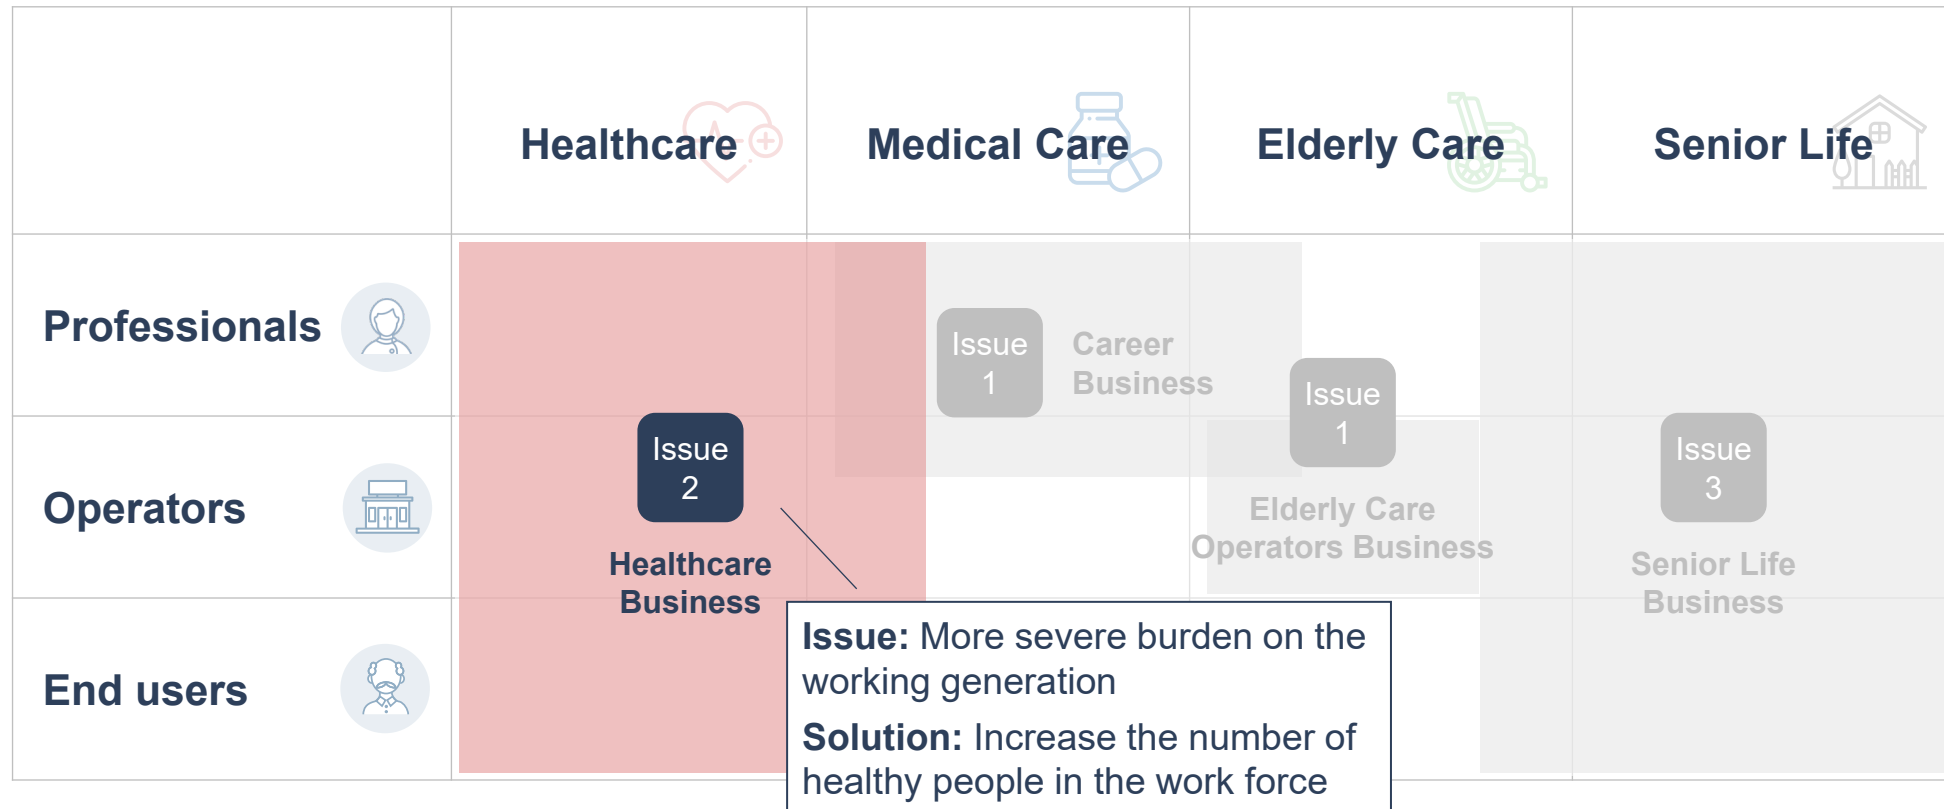 Healthcare
Medical Care
Elderly Care
Senior Life
Professionals
Issue
1
Career
Business
Issue
1
Operators
Issue
2
Healthcare
Business
Elderly Care
Operators Business
Issue
3
Senior Life
Business
End users
Issue: More severe burden on the
working generation
Solution: Increase the number of
healthy people in the work force